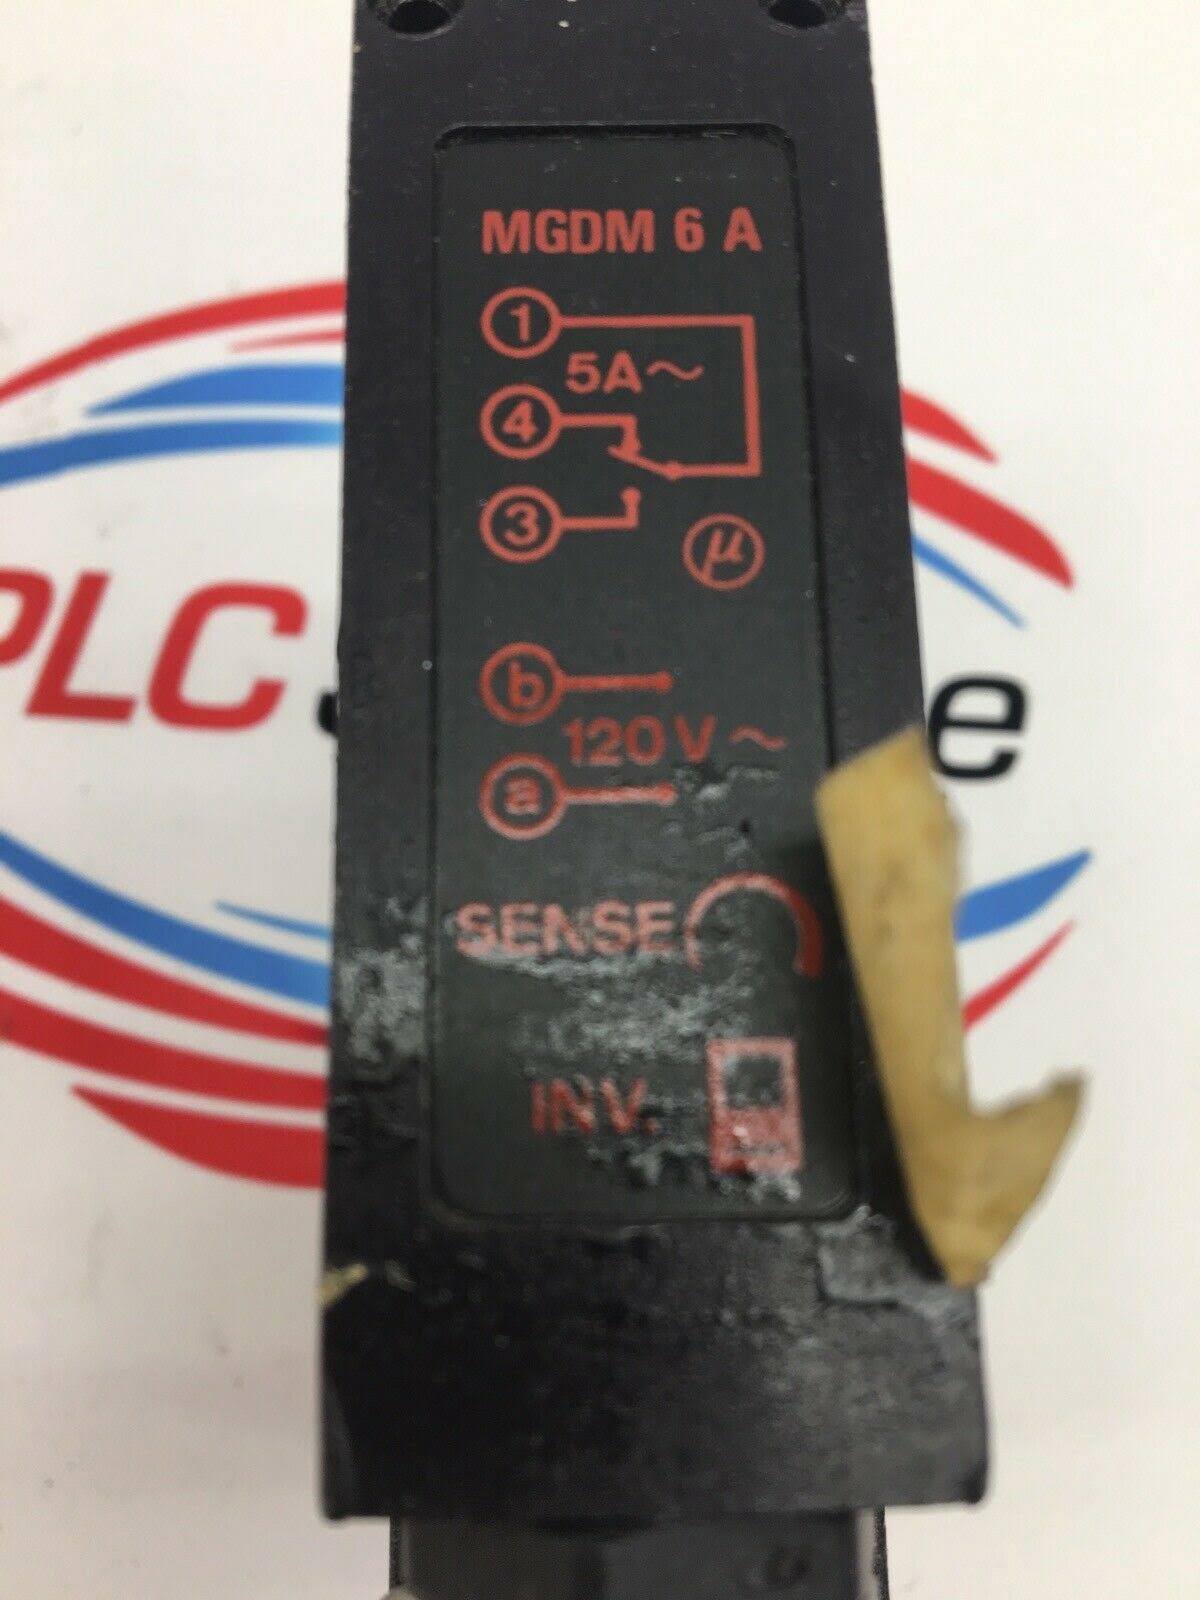 MGDM 6 A
1
5A~
4
3
μ
b
120V~
a
SENSE
INV.
PLC
e